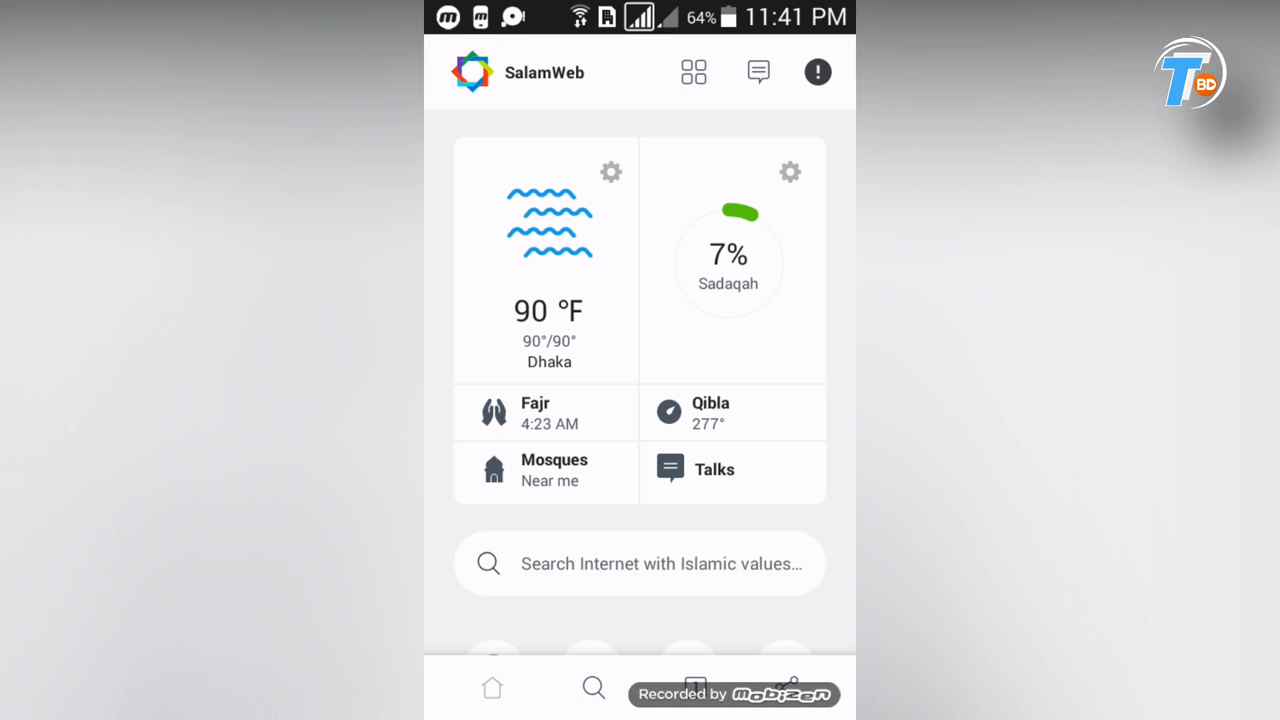 64% 11:41 PM
SalamWeb
T BD
90 °F
90°/90°
Dhaka
7%
Sadaqah
Fajr
4:23 AM
Qibla
277°
Mosques
Near me
Talks
Search Internet with Islamic values...
1
Recorded by mobizen